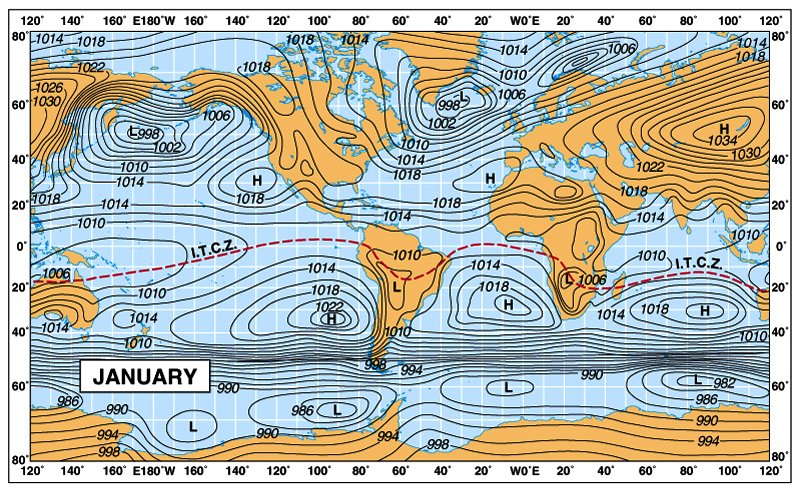 120° 140° 160° E180°W 160° 140° 120° 100° 80° 60° 40° 20° W0°E 20° 40° 60° 80° 100° 120°
80° 1014 1018 1018 1014 1014 1006 1014 80°
1018
1022 1018 1010
1026 1006
60° 1030 1006 L 998 60°
L 998 1002 1002 H
1034
1030
40° 1010 1010 1014 1022 40°
1014 H 1018 H
1018 1018 1018 1018 1014
20° 1014 20°
1010 1010
0° I.T.C.Z. 1010 1010 I.T.C.Z. 0°
1006 1014 1014 L 1006
20° 1010 L 1010 20°
1022 H 1018 1014 1018 H
1014 1014 H
40° 1010 1010 1010 40°
998 994
JANUARY 990 990 L 982
60° L 60°
986 990 986 L 986
L 990 994 990
994 998 994
998
80° 80°
120° 140° 160° E180°W 160° 140° 120° 100° 80° 60° 40° 20° W0°E 20° 40° 60° 80° 100° 120°